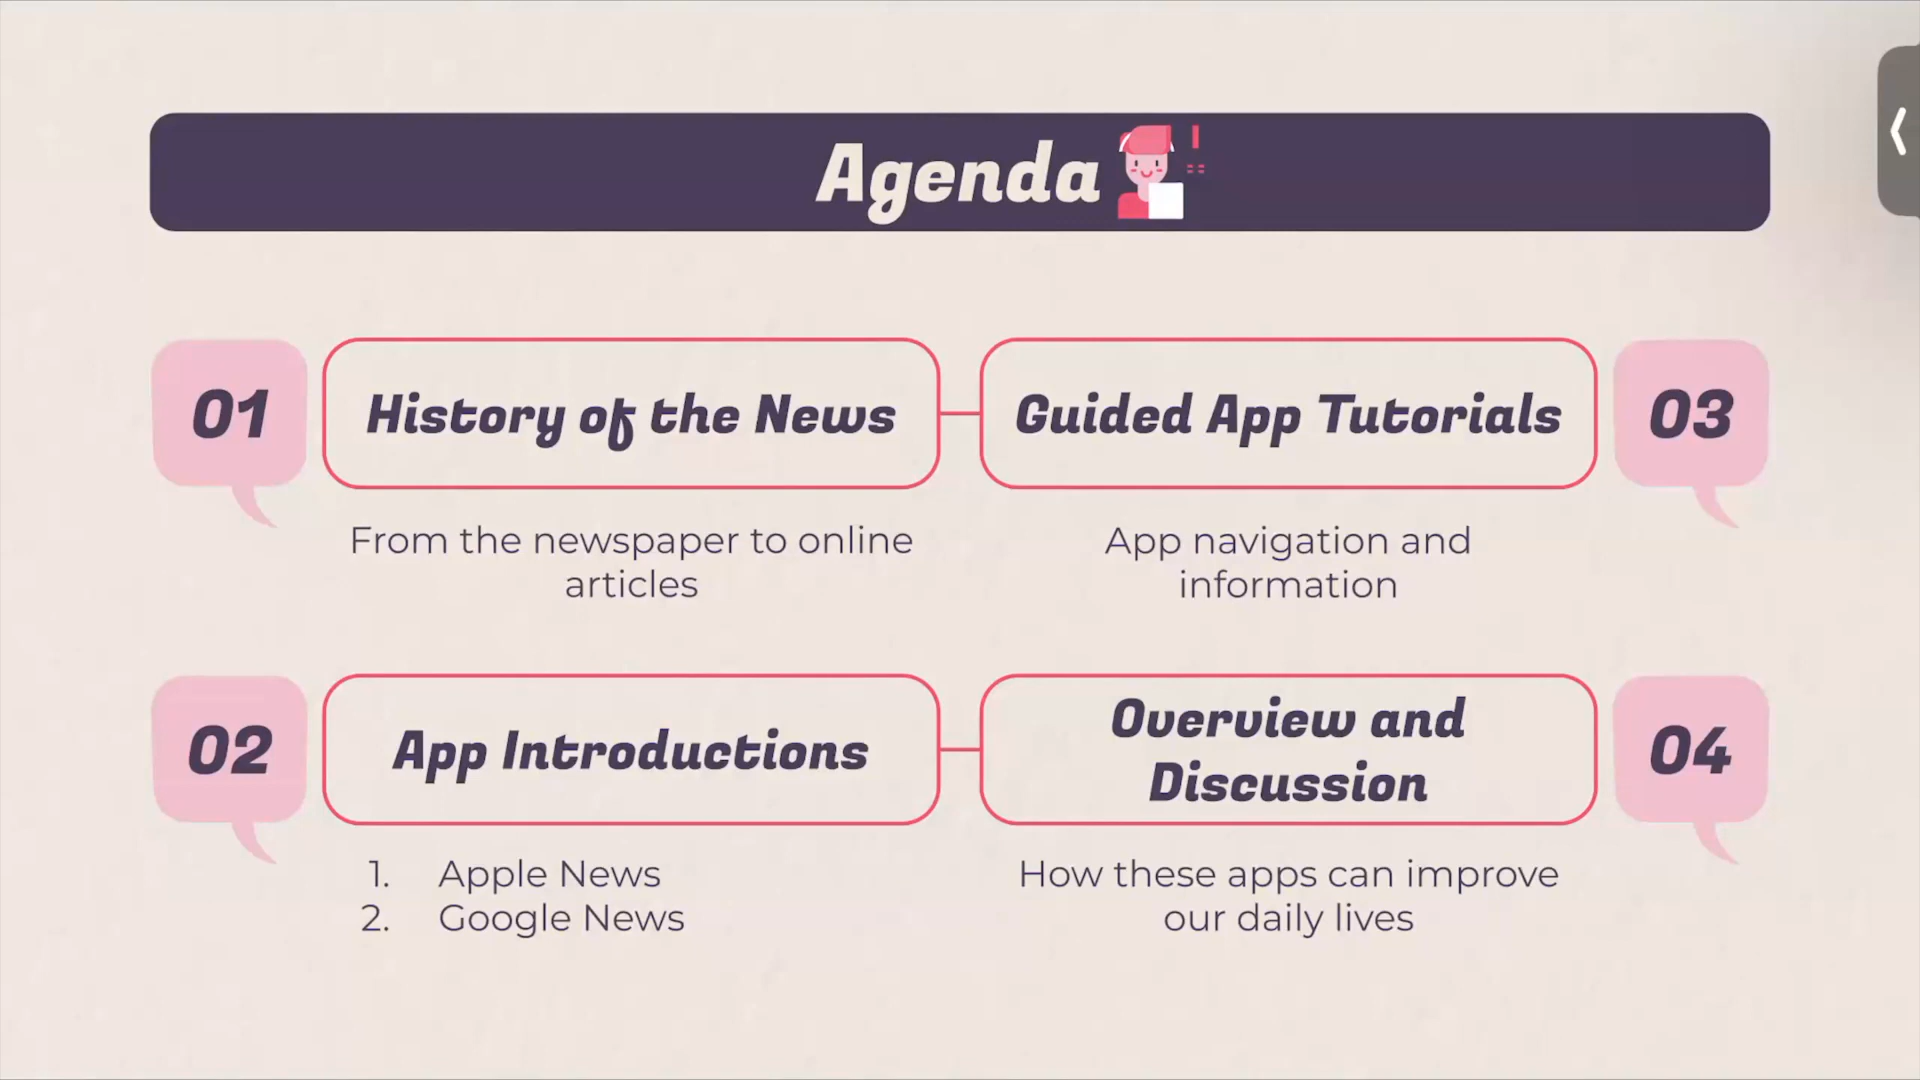 Agenda
01
History of the News
From the newspaper to online
articles
02
App Introductions
1. Apple News
2. Google News
03
Guided App Tutorials
App navigation and
information
04
Overview and
Discussion
How these apps can improve
our daily lives